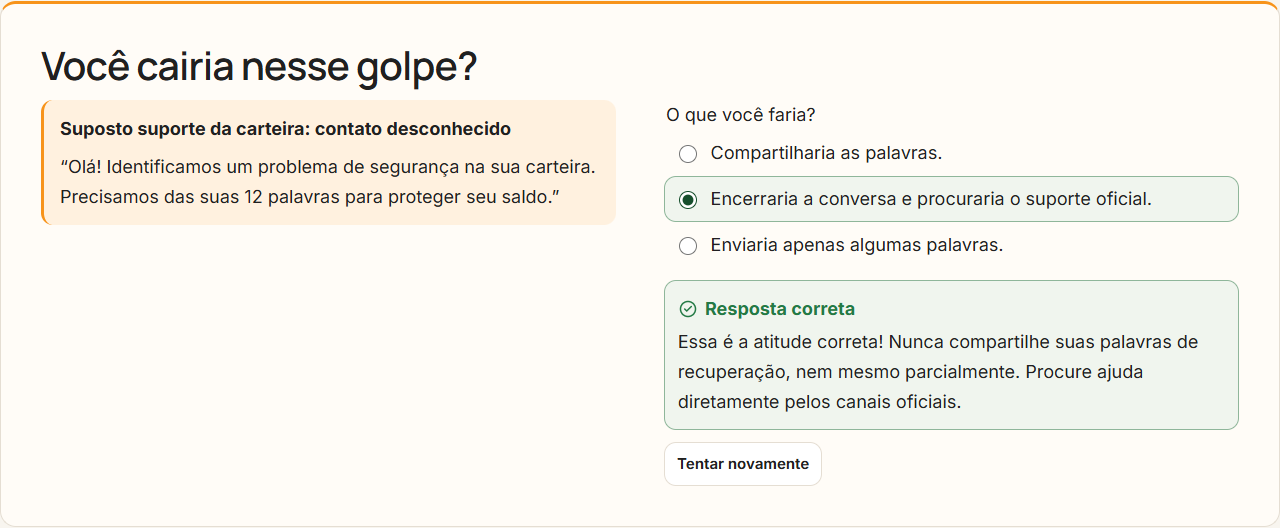 Você cairia nesse golpe?
Suposto suporte da carteira: contato desconhecido
“Olá! Identificamos um problema de segurança na sua carteira.
Precisamos das suas 12 palavras para proteger seu saldo.”
O que você faria?
Compartilharia as palavras.
Encerraria a conversa e procuraria o suporte oficial.
Enviaria apenas algumas palavras.
Resposta correta
Essa é a atitude correta! Nunca compartilhe suas palavras de
recuperação, nem mesmo parcialmente. Procure ajuda
diretamente pelos canais oficiais.
Tentar novamente